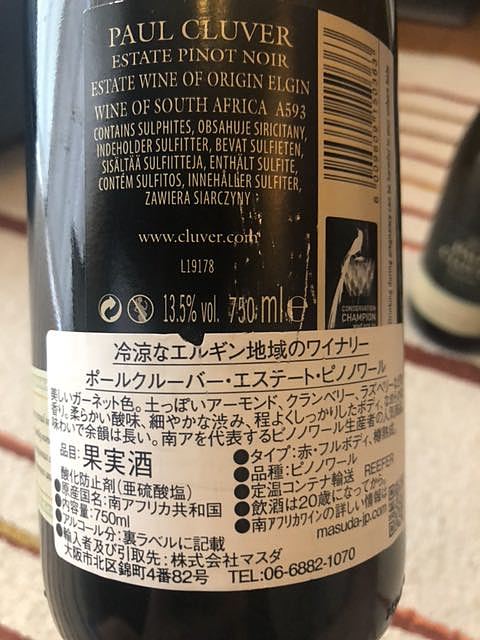 PAUL CLUVER
ESTATE PINOT NOIR
ESTATE WINE OF ORIGIN ELGIN
WINE OF SOUTH AFRICA A593
CONTAINS SULPHITES, OBSAHUJE SIRICITANY,
INDEHOLDER SULFITTER, BEVAT SULFIETEN,
SISÄLTÄÄ SULFIITTEJA, ENTHÄLT SULFITE,
CONTÉM SULFITOS, INNEHÅLLER SULFITER,
ZAWIERA SIARCZYNY
www.cluver.com
L19178
13.5% vol. 750 ml e
CONSERVATION
CHAMPION
冷涼なエルギン地域のワイナリー
ポールクルーバー・エステート・ピノノワール
美しいガーネット色。土っぽいアーモンド、クランベリー、ラズベリー
香り。柔らかい酸味、細やかな渋み、程よくしっかりしたボディ、
味わいで余韻は長い。南アを代表するピノノワール生産者の
品目:果実酒
酸化防止剤(亜硫酸塩)
●原産国名:南アフリカ共和国
●内容量:750ml
●アルコール分:裏ラベルに記載
●輸入者及び引取先:株式会社マスダ
大阪市北区錦町4番82号 TEL:06-6882-1070
●タイプ:赤・フルボディ、樽熟成。
●品種:ピノノワール
●定温コンテナ輸送 REEFER
●飲酒は20歳になってから。
●南アフリカワインの詳しい情報は
masuda-jp.com